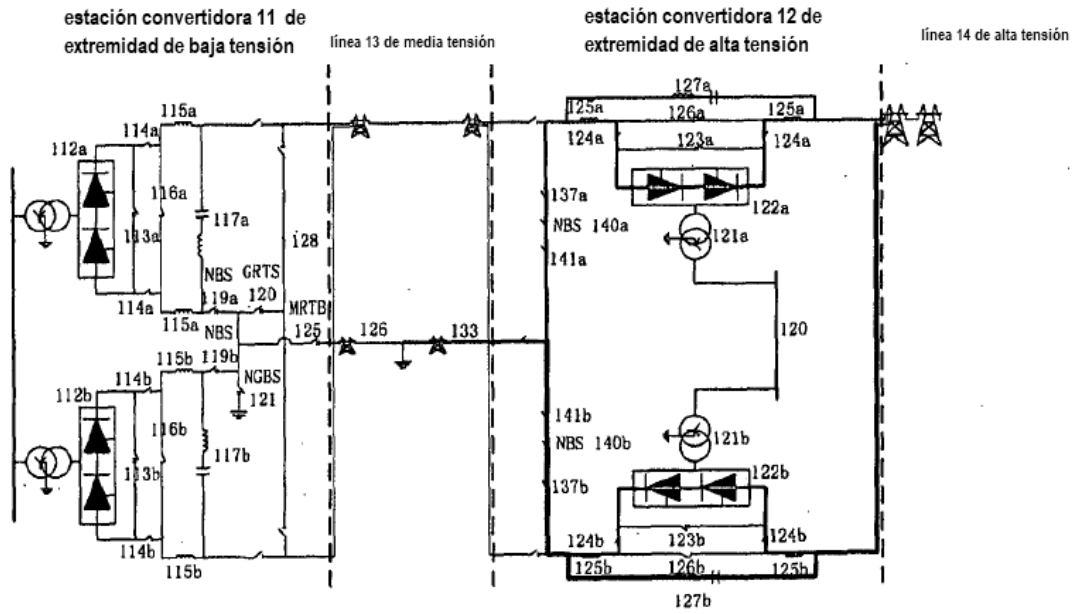 estación convertidora 11 de
extremidad de baja tensión
línea 13 de media tensión
estación convertidora 12 de
extremidad de alta tensión
línea 14 de alta tensión
115a
127a
125a
126a
125a
114a
124a
123a
124a
112a
116a
137a
122a
117a
NBS 140a
121a
113a
128
141a
NBS GRTS
119a 120
114a
MRTB
115a
NBS
125
126
133
120
115b
119b
114b
NGBS
121
112b
141b
116b
NBS 140b
121b
117b
122b
113b
137b
114b
124b
123b
124b
115b
125b
126b
125b
127b